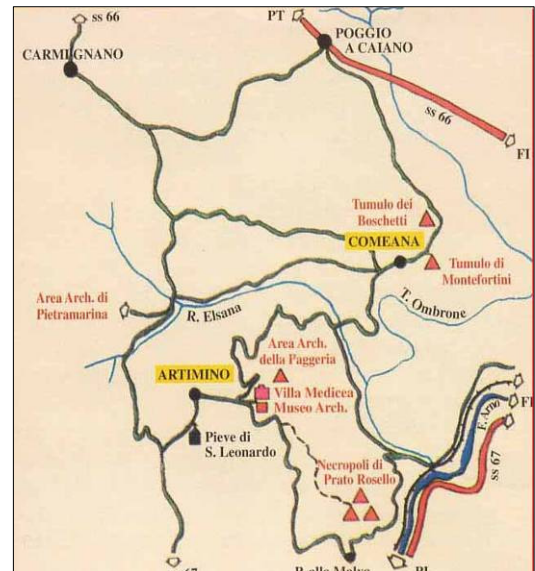 ss 66
PT
POGGIO
A CAIANO
CARMIGNANO
ss 66
FI
Tumulo dei
Boschetti
COMEANA
Tumulo di
Montefortini
Area Arch. di
Pietramarina
R. Elsana
T. Ombrone
Area Arch.
della Paggeria
ARTIMINO
Villa Medicea
Museo Arch.
F. Arno
Pieve di
S. Leonardo
Necropoli di
Prato Rosello
ss 67
PI